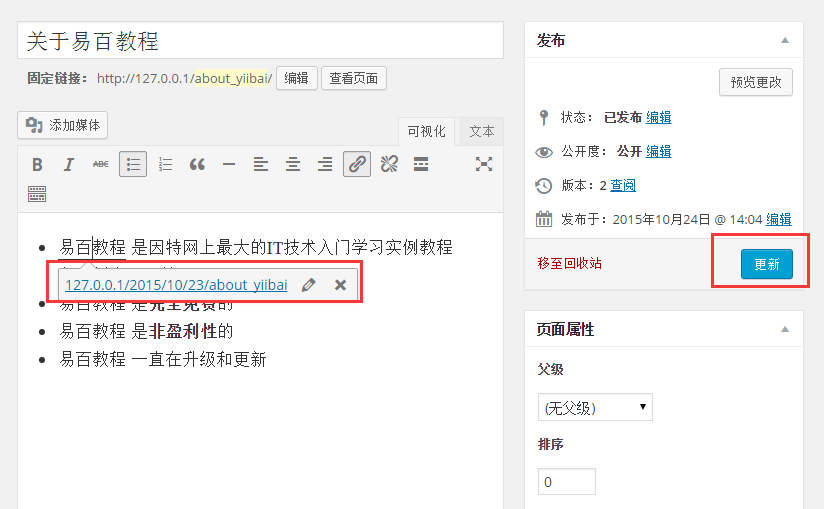 关于易百教程
固定链接： http://127.0.0.1/about_yiibai/ 编辑 查看页面
添加媒体
可视化 文本
B I ABC
易百教程 是因特网上最大的IT技术入门学习实例教程
127.0.0.1/2015/10/23/about_yiibai
易百教程 是完全免费的
易百教程 是非盈利性的
易百教程 一直在升级和更新
发布
预览更改
状态： 已发布 编辑
公开度： 公开 编辑
版本：2 查阅
发布于：2015年10月24日 @ 14:04 编辑
移至回收站 更新
页面属性
父级
(无父级)
排序
0